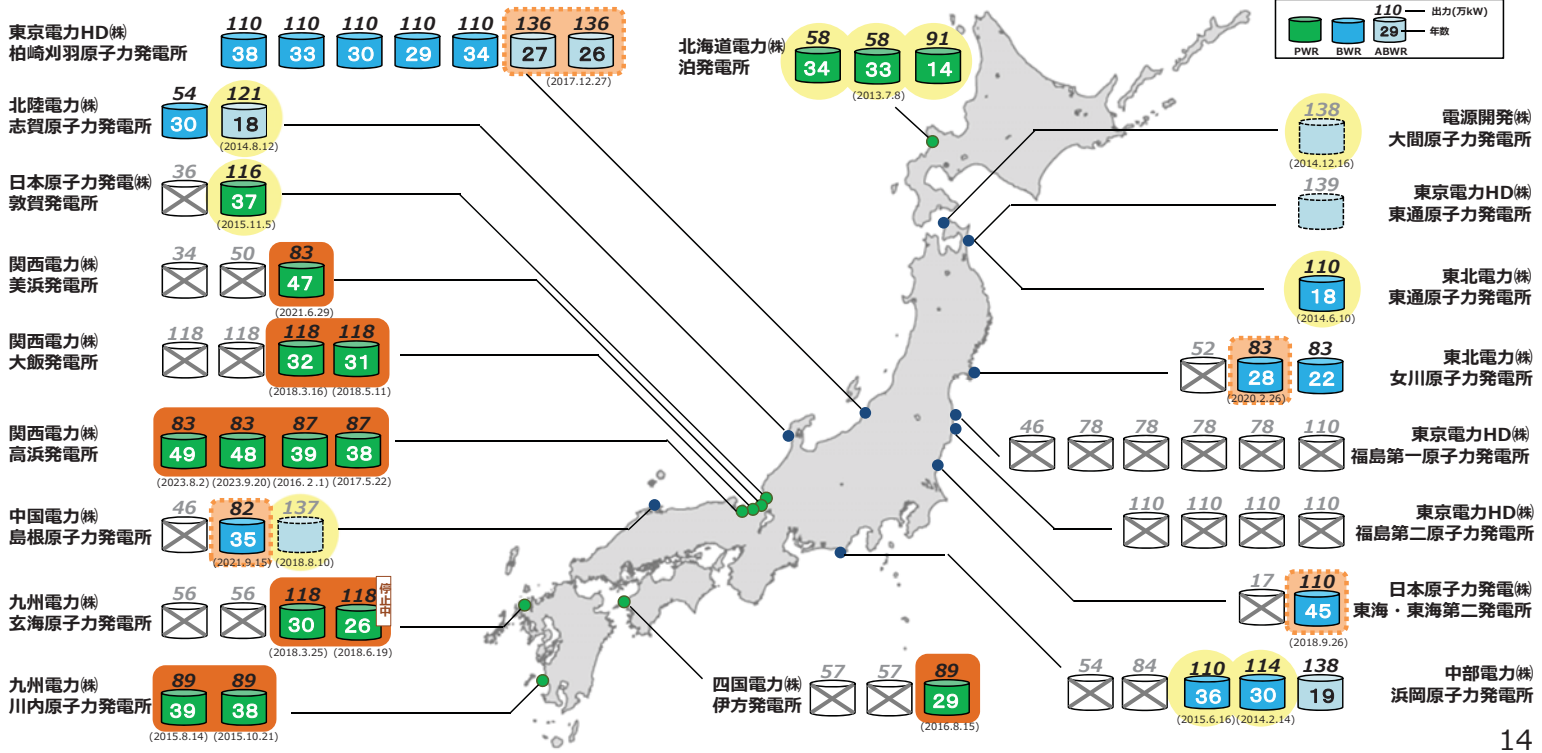 110 110 110 110 110 136 136
東京電力HD㈱
柏崎刈羽原子力発電所
38 33 30 29 34 27 26
(2017.12.27)
北陸電力㈱
志賀原子力発電所
54 121
30 18
(2014.8.12)
日本原子力発電㈱
敦賀発電所
36 116
37
(2015.11.5)
関西電力㈱
美浜発電所
34 50 83
47
(2021.6.29)
関西電力㈱
大飯発電所
118 118 118 118
32 31
(2018.3.16) (2018.5.11)
関西電力㈱
高浜発電所
83 83 87 87
49 48 39 38
(2023.8.2) (2023.9.20) (2016.2.1) (2017.5.22)
中国電力㈱
島根原子力発電所
46 82 137
35
(2021.9.15) (2018.8.10)
九州電力㈱
玄海原子力発電所
56 56 118 118
停止中
30 26
(2018.3.25) (2018.6.19)
九州電力㈱
川内原子力発電所
89 89
39 38
(2015.8.14) (2015.10.21)
北海道電力㈱
泊発電所
58 58 91
34 33 14
(2013.7.8)
110 出力(万kW)
29 年数
PWR BWR ABWR
138
電源開発㈱
大間原子力発電所
(2014.12.16)
139
東京電力HD㈱
東通原子力発電所
110
18
東北電力㈱
東通原子力発電所
(2014.6.10)
52 83 83
28 22
東北電力㈱
女川原子力発電所
(2020.2.26)
46 78 78 78 78 110
東京電力HD㈱
福島第一原子力発電所
110 110 110 110
東京電力HD㈱
福島第二原子力発電所
17 110
45
日本原子力発電㈱
東海・東海第二発電所
(2018.9.26)
54 84 110 114 138
36 30 19
中部電力㈱
浜岡原子力発電所
(2015.6.16) (2014.2.14)
四国電力㈱
伊方発電所
57 57 89
29
(2016.8.15)
14